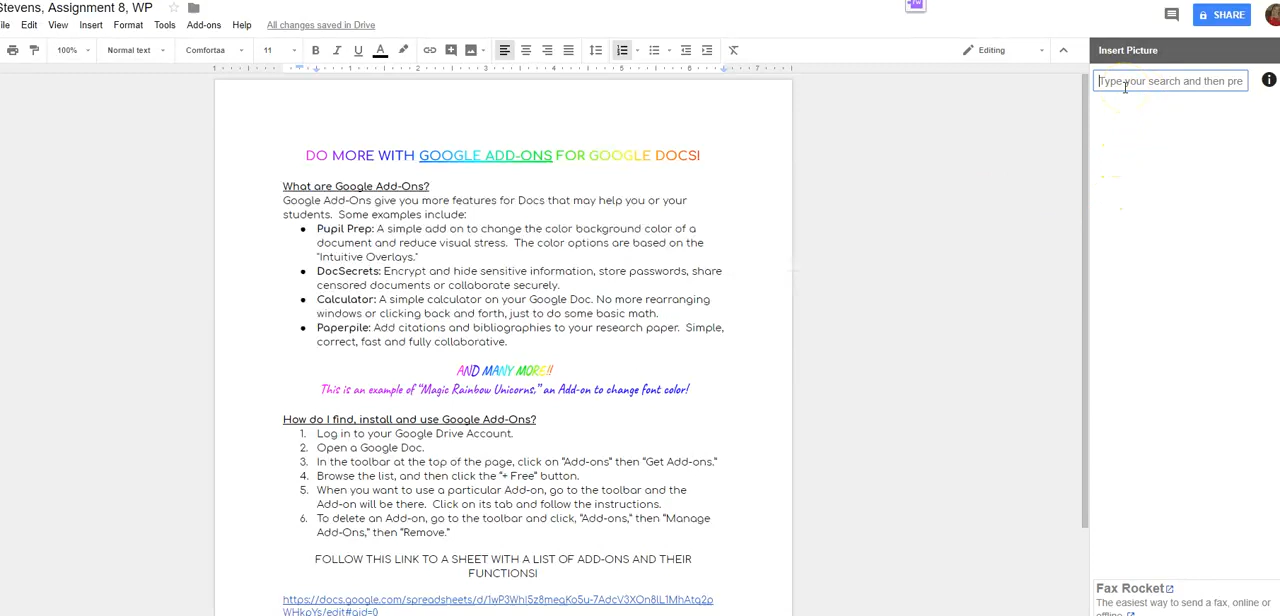 Stevens, Assignment 8, WP
ile Edit View Insert Format Tools Add-ons Help All changes saved in Drive
SHARE
100% Normal text Comfortaa 11 B I U A Editing
Insert Picture
1 1 2 3 4 5 6 7
Type your search and then pre
DO MORE WITH GOOGLE ADD-ONS FOR GOOGLE DOCS!
What are Google Add-Ons?
Google Add-Ons give you more features for Docs that may help you or your
students. Some examples include:
● Pupil Prep: A simple add on to change the color background color of a
document and reduce visual stress. The color options are based on the
"Intuitive Overlays."
● DocSecrets: Encrypt and hide sensitive information, store passwords, share
censored documents or collaborate securely.
● Calculator: A simple calculator on your Google Doc. No more rearranging
windows or clicking back and forth, just to do some basic math.
● Paperpile: Add citations and bibliographies to your research paper. Simple,
correct, fast and fully collaborative.
AND MANY MORE!!
This is an example of "Magic Rainbow Unicorns," an Add-on to change font color!
How do I find, install and use Google Add-Ons?
1. Log in to your Google Drive Account.
2. Open a Google Doc.
3. In the toolbar at the top of the page, click on "Add-ons" then "Get Add-ons."
4. Browse the list, and then click the "+ Free" button.
5. When you want to use a particular Add-on, go to the toolbar and the
Add-on will be there. Click on its tab and follow the instructions.
6. To delete an Add-on, go to the toolbar and click, "Add-ons," then "Manage
Add-Ons," then "Remove."
FOLLOW THIS LINK TO A SHEET WITH A LIST OF ADD-ONS AND THEIR
FUNCTIONS!
https://docs.google.com/spreadsheets/d/1wP3WhI5z8meqKo5u-7AdcV3XOn8IL1MhAtq2p
WHkpYs/edit#gid=0
Fax Rocket
The easiest way to send a fax, online or
offline.